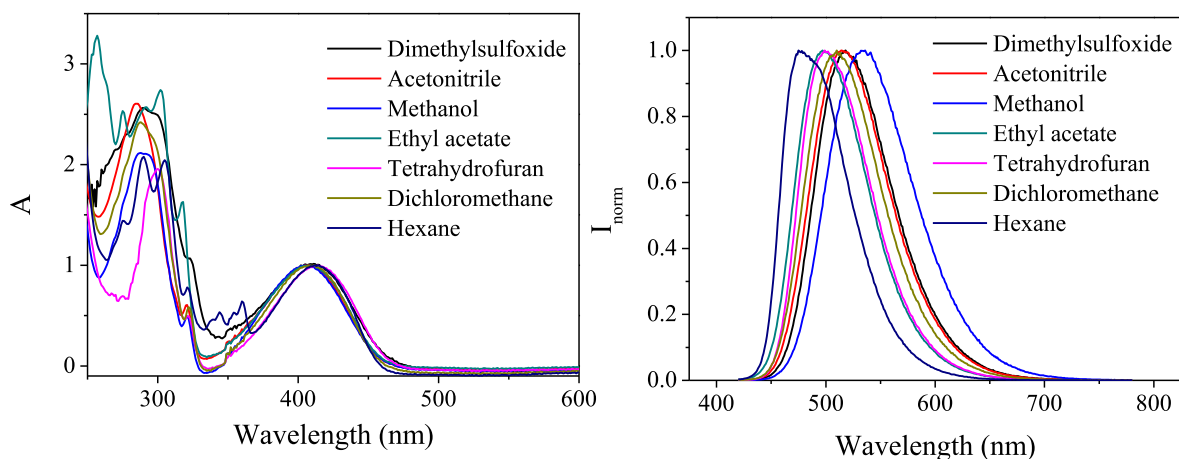 A
3
2
1
0
300
400
500
600
Wavelength (nm)
Dimethylsulfoxide
Acetonitrile
Methanol
Ethyl acetate
Tetrahydrofuran
Dichloromethane
Hexane
I norm
1.0
0.8
0.6
0.4
0.2
0.0
400
500
600
700
800
Wavelength (nm)
Dimethylsulfoxide
Acetonitrile
Methanol
Ethyl acetate
Tetrahydrofuran
Dichloromethane
Hexane